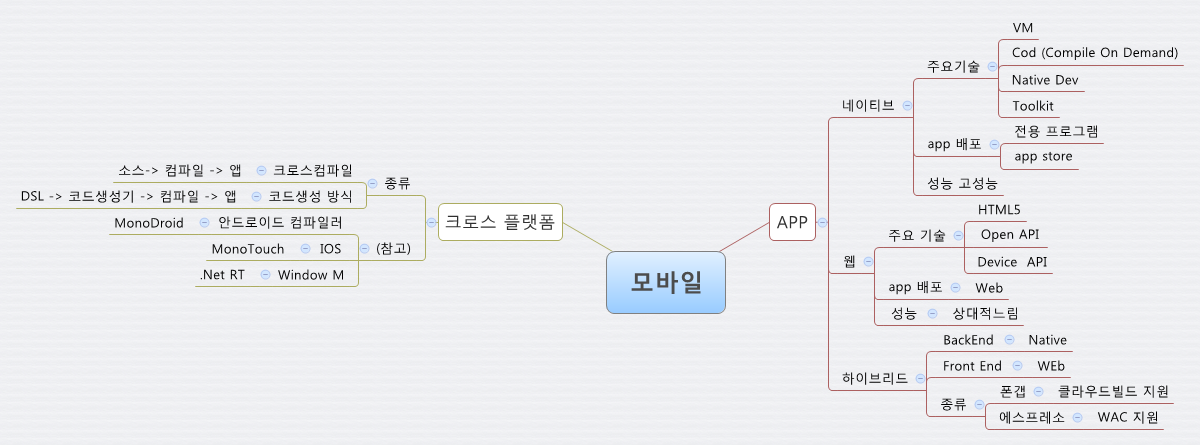 모바일
APP
네이티브
주요기술
VM
Cod (Compile On Demand)
Native Dev
Toolkit
app 배포
전용 프로그램
app store
성능 고성능
웹
주요 기술
HTML5
Open API
Device API
app 배포
Web
성능
상대적느림
하이브리드
BackEnd
Native
Front End
WEb
종류
폰갭
클라우드빌드 지원
에스프레소
WAC 지원
크로스 플랫폼
종류
크로스컴파일
소스-> 컴파일 -> 앱
코드생성 방식
DSL -> 코드생성기 -> 컴파일 -> 앱
(참고)
안드로이드 컴파일러
MonoDroid
IOS
MonoTouch
Window M
.Net RT